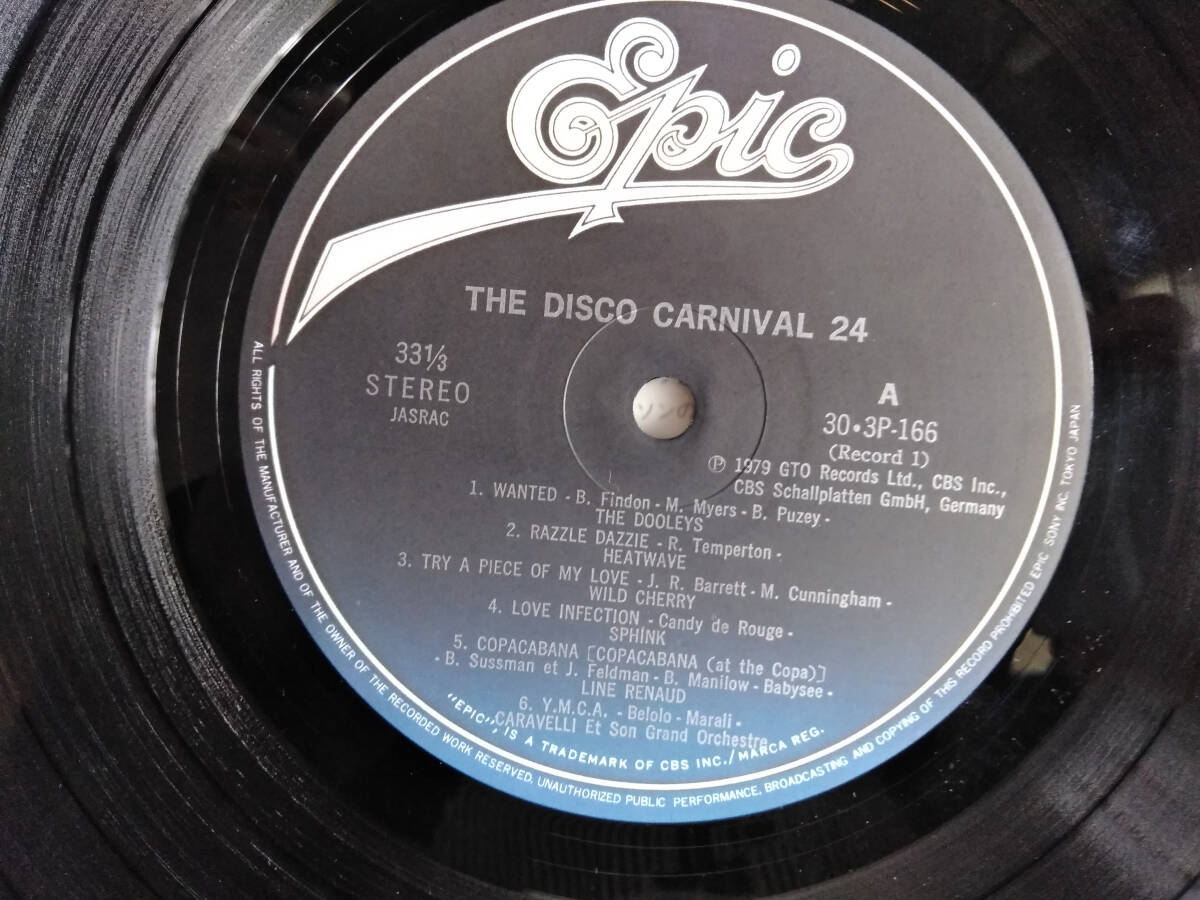 Epic
THE DISCO CARNIVAL 24
33⅓
STEREO
JASRAC
A
30・3P-166
(Record 1)
Ⓟ 1979 GTO Records Ltd., CBS Inc.,
CBS Schallplatten GmbH, Germany
1. WANTED - B. Findon - M. Myers - B. Puzey -
THE DOOLEYS
2. RAZZLE DAZZIE - R. Temperton -
HEATWAVE
3. TRY A PIECE OF MY LOVE - J. R. Barrett - M. Cunningham -
WILD CHERRY
4. LOVE INFECTION - Candy de Rouge -
SPHINK
5. COPACABANA [COPACABANA (at the Copa)]
- B. Sussman et J. Feldman - B. Manilow - Babysee -
LINE RENAUD
6. Y.M.C.A. - Belolo - Marali -
CARAVELLI Et Son Grand Orchestre
"EPIC", IS A TRADEMARK OF CBS INC./MARCA REG.
ALL RIGHTS OF THE MANUFACTURER AND OF THE OWNER OF THE RECORDED WORK RESERVED. UNAUTHORIZED PUBLIC PERFORMANCE, BROADCASTING AND COPYING OF THIS RECORD PROHIBITED EPIC SONY INC. TOKYO JAPAN
ソンの